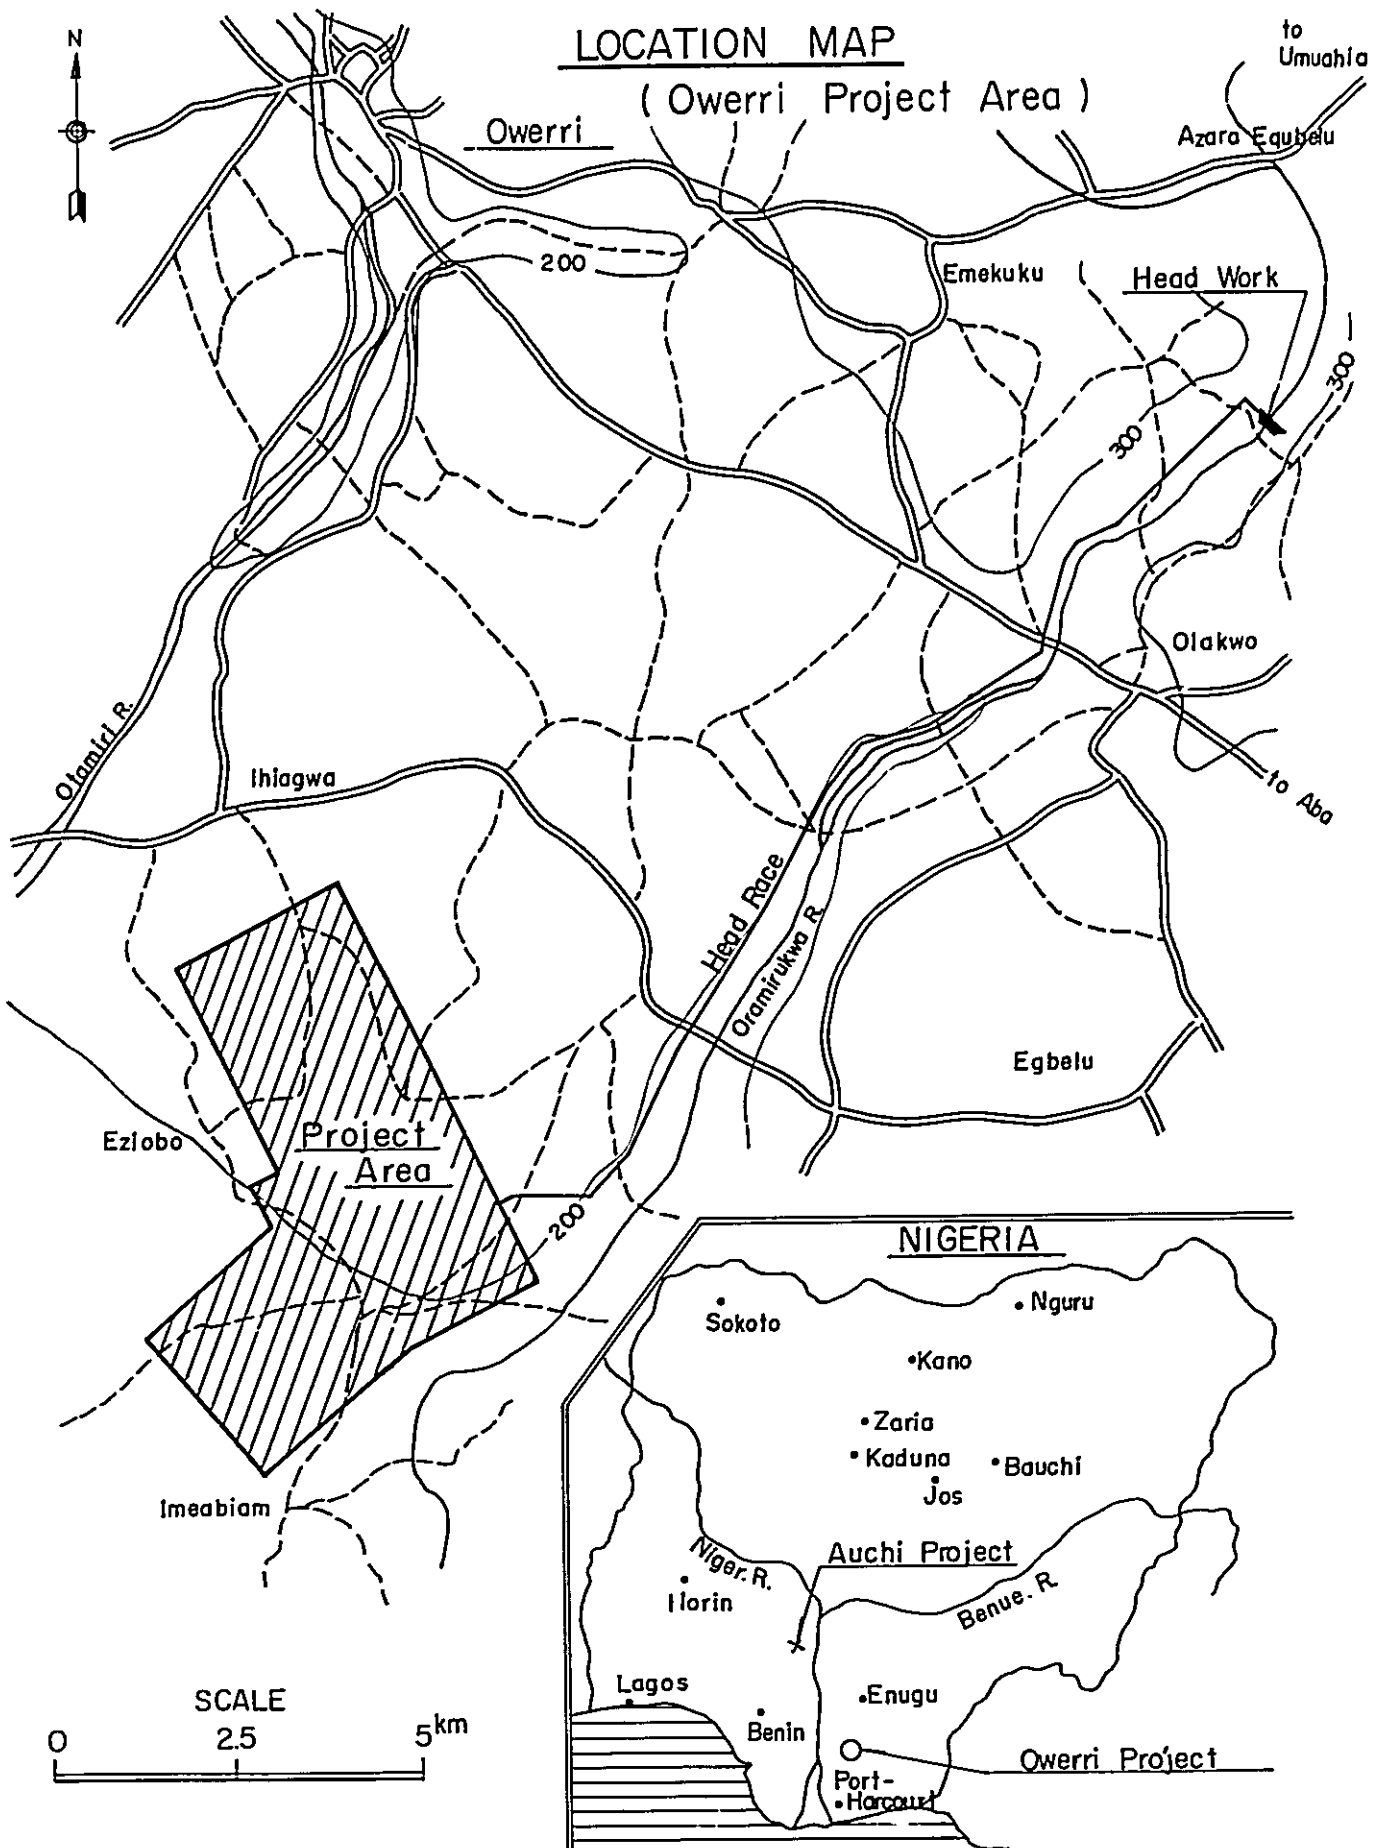 N
LOCATION MAP
( Owerri Project Area )
to
Umuahia
Owerri
Azara Equbelu
200
Emekuku
Head Work
300
300
Olakwo
Otamiri R.
Ihiagwa
to Aba
Head Race
Oramirukwa R.
Egbelu
Eziobo
Project
Area
200
Imeabiam
SCALE
0 2.5 5km
NIGERIA
Sokoto
Nguru
Kano
Zaria
Kaduna
Bauchi
Jos
Auchi Project
Niger. R.
Ilorin
Benue. R.
Lagos
Enugu
Benin
Owerri Project
Port-
Harcourt